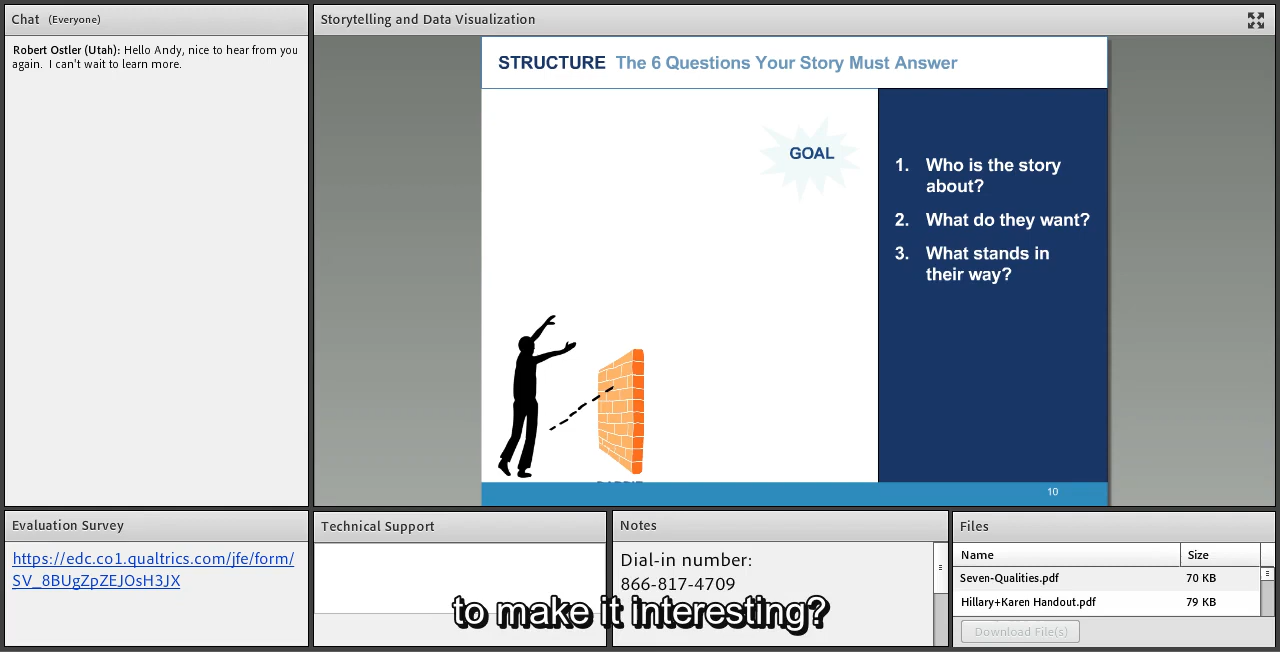 Chat (Everyone)
Robert Ostler (Utah): Hello Andy, nice to hear from you
again. I can't wait to learn more.
Storytelling and Data Visualization
STRUCTURE The 6 Questions Your Story Must Answer
GOAL
1. Who is the story
about?
2. What do they want?
3. What stands in
their way?
10
Evaluation Survey
https://edc.co1.qualtrics.com/jfe/form/
SV_8BUgZpZEJOsH3JX
Technical Support
Notes
Dial-in number:
866-817-4709
Files
Name Size
Seven-Qualities.pdf 70 KB
Hillary+Karen Handout.pdf 79 KB
Download File(s)
to make it interesting?